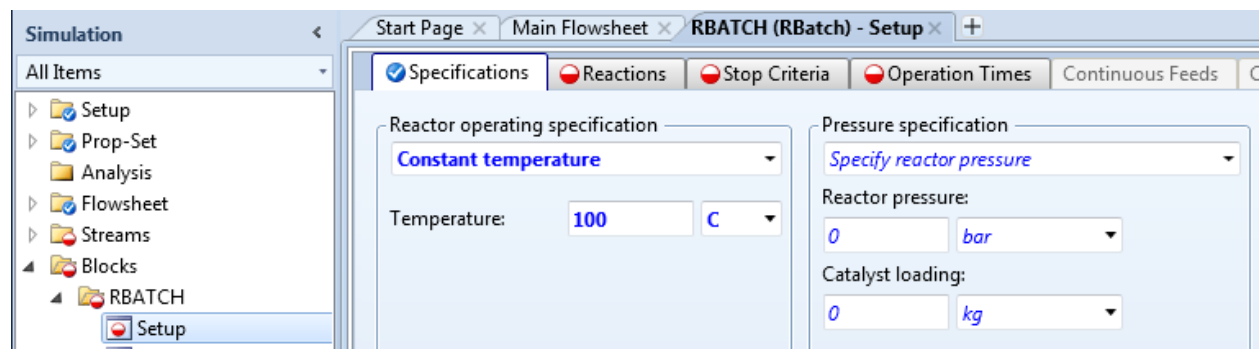 Simulation
All Items
Setup
Prop-Set
Analysis
Flowsheet
Streams
Blocks
RBATCH
Setup
Start Page
Main Flowsheet
RBATCH (RBatch) - Setup
Specifications
Reactions
Stop Criteria
Operation Times
Continuous Feeds
Reactor operating specification
Constant temperature
Temperature: 100 C
Pressure specification
Specify reactor pressure
Reactor pressure:
0 bar
Catalyst loading:
0 kg